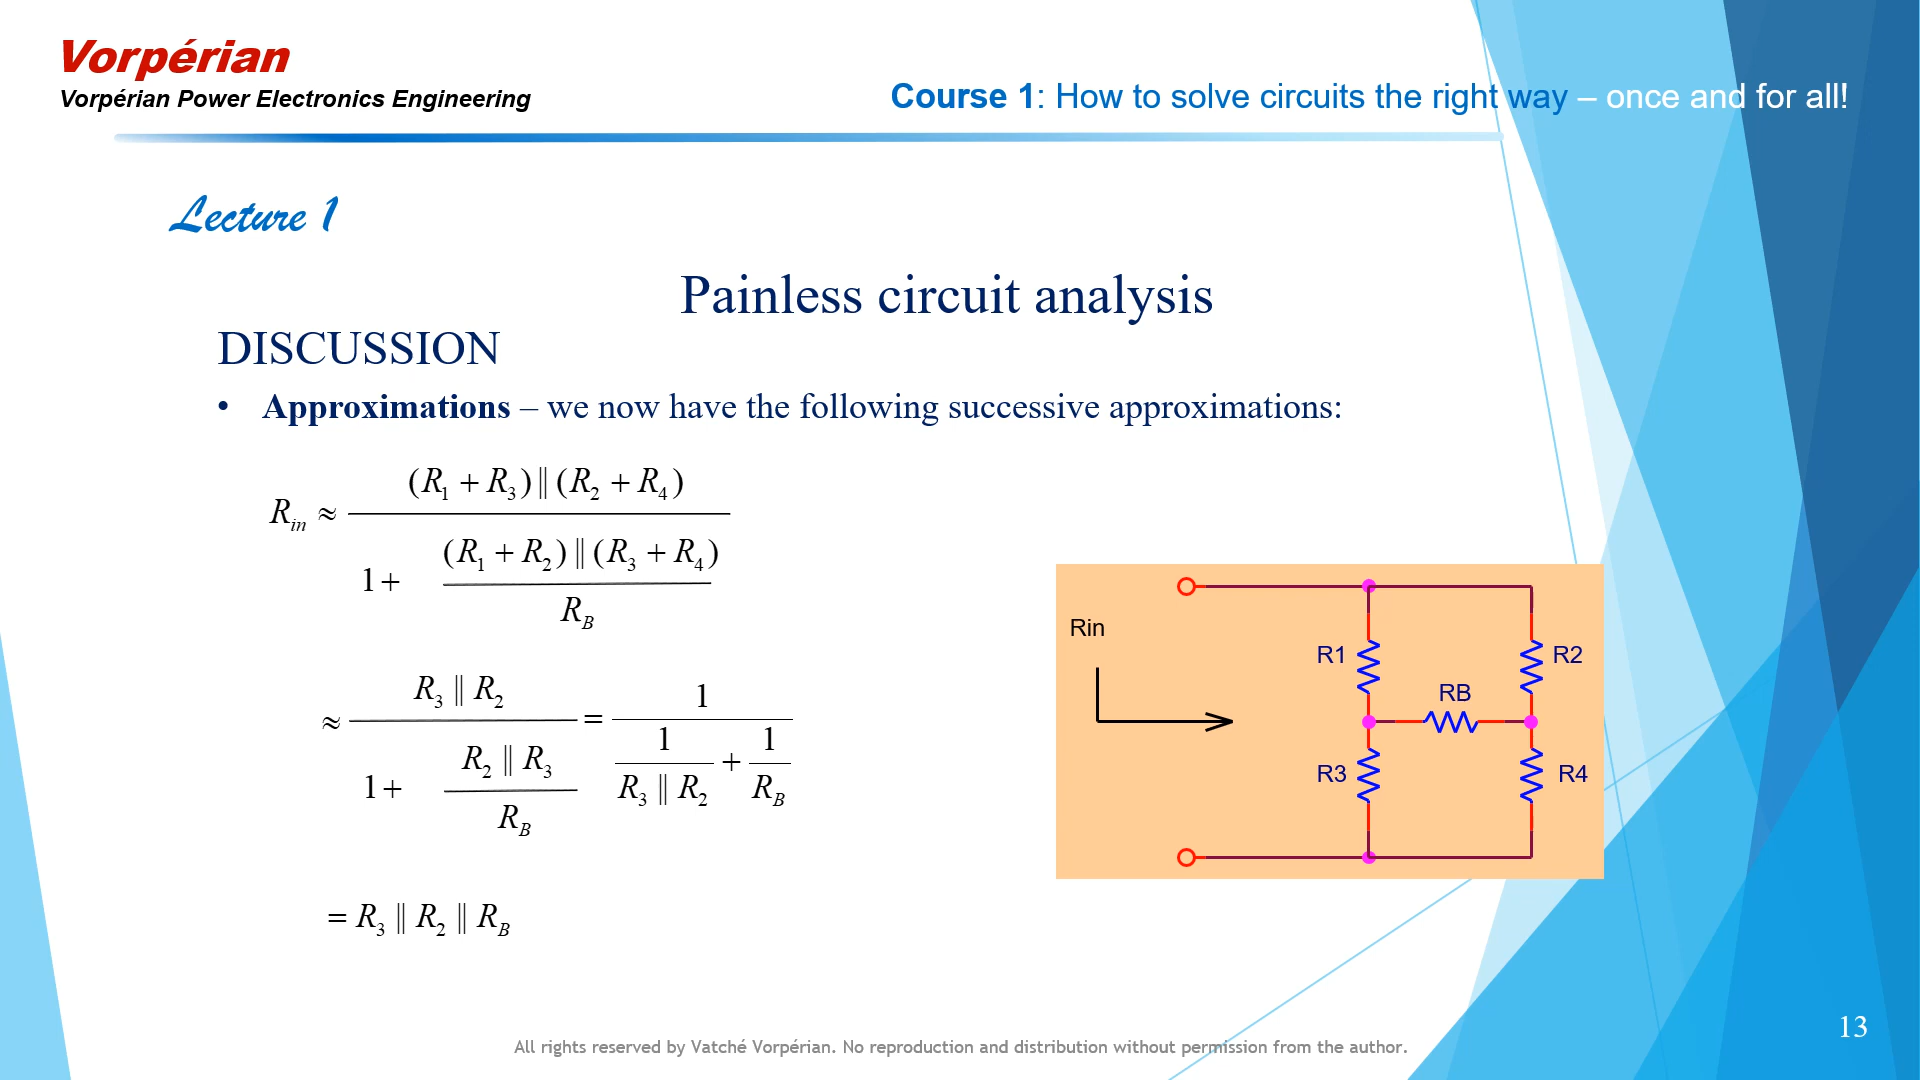 Vorpérian
Vorpérian Power Electronics Engineering
Course 1: How to solve circuits the right way – once and for all!
Lecture 1
Painless circuit analysis
DISCUSSION
• Approximations – we now have the following successive approximations:
R_in ≈ ((R_1 + R_3) || (R_2 + R_4)) / (1 + ((R_1 + R_2) || (R_3 + R_4)) / R_B)
≈ (R_3 || R_2) / (1 + (R_2 || R_3) / R_B) = 1 / (1 / (R_3 || R_2) + 1 / R_B)
= R_3 || R_2 || R_B
Rin
R1
R2
RB
R3
R4
13
All rights reserved by Vatché Vorpérian. No reproduction and distribution without permission from the author.